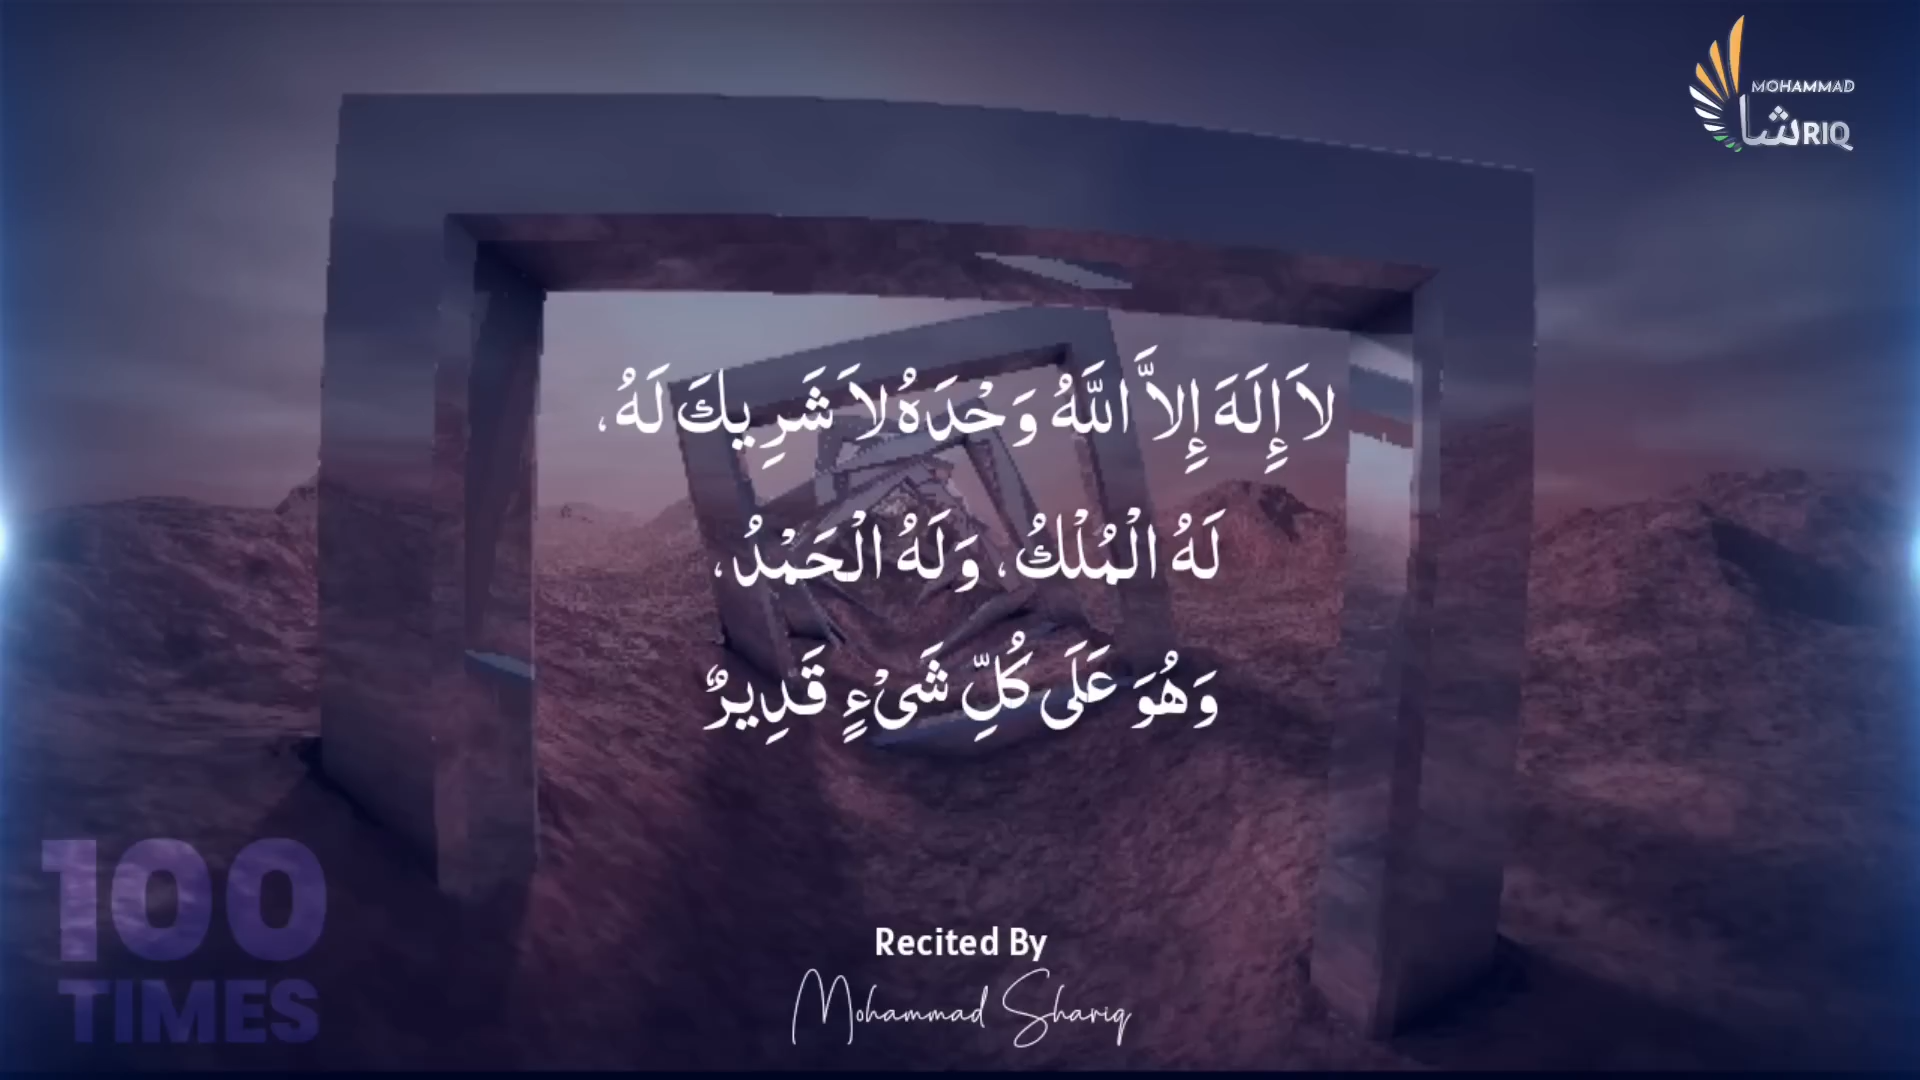 MOHAMMAD
شاRIQ
لاَ إِلَهَ إِلاَّ اللَّهُ وَحْدَهُ لاَ شَرِيكَ لَهُ،
لَهُ الْمُلْكُ، وَلَهُ الْحَمْدُ،
وَهُوَ عَلَى كُلِّ شَىْءٍ قَدِيرٌ
100
TIMES
Recited By
Mohammad Shariq